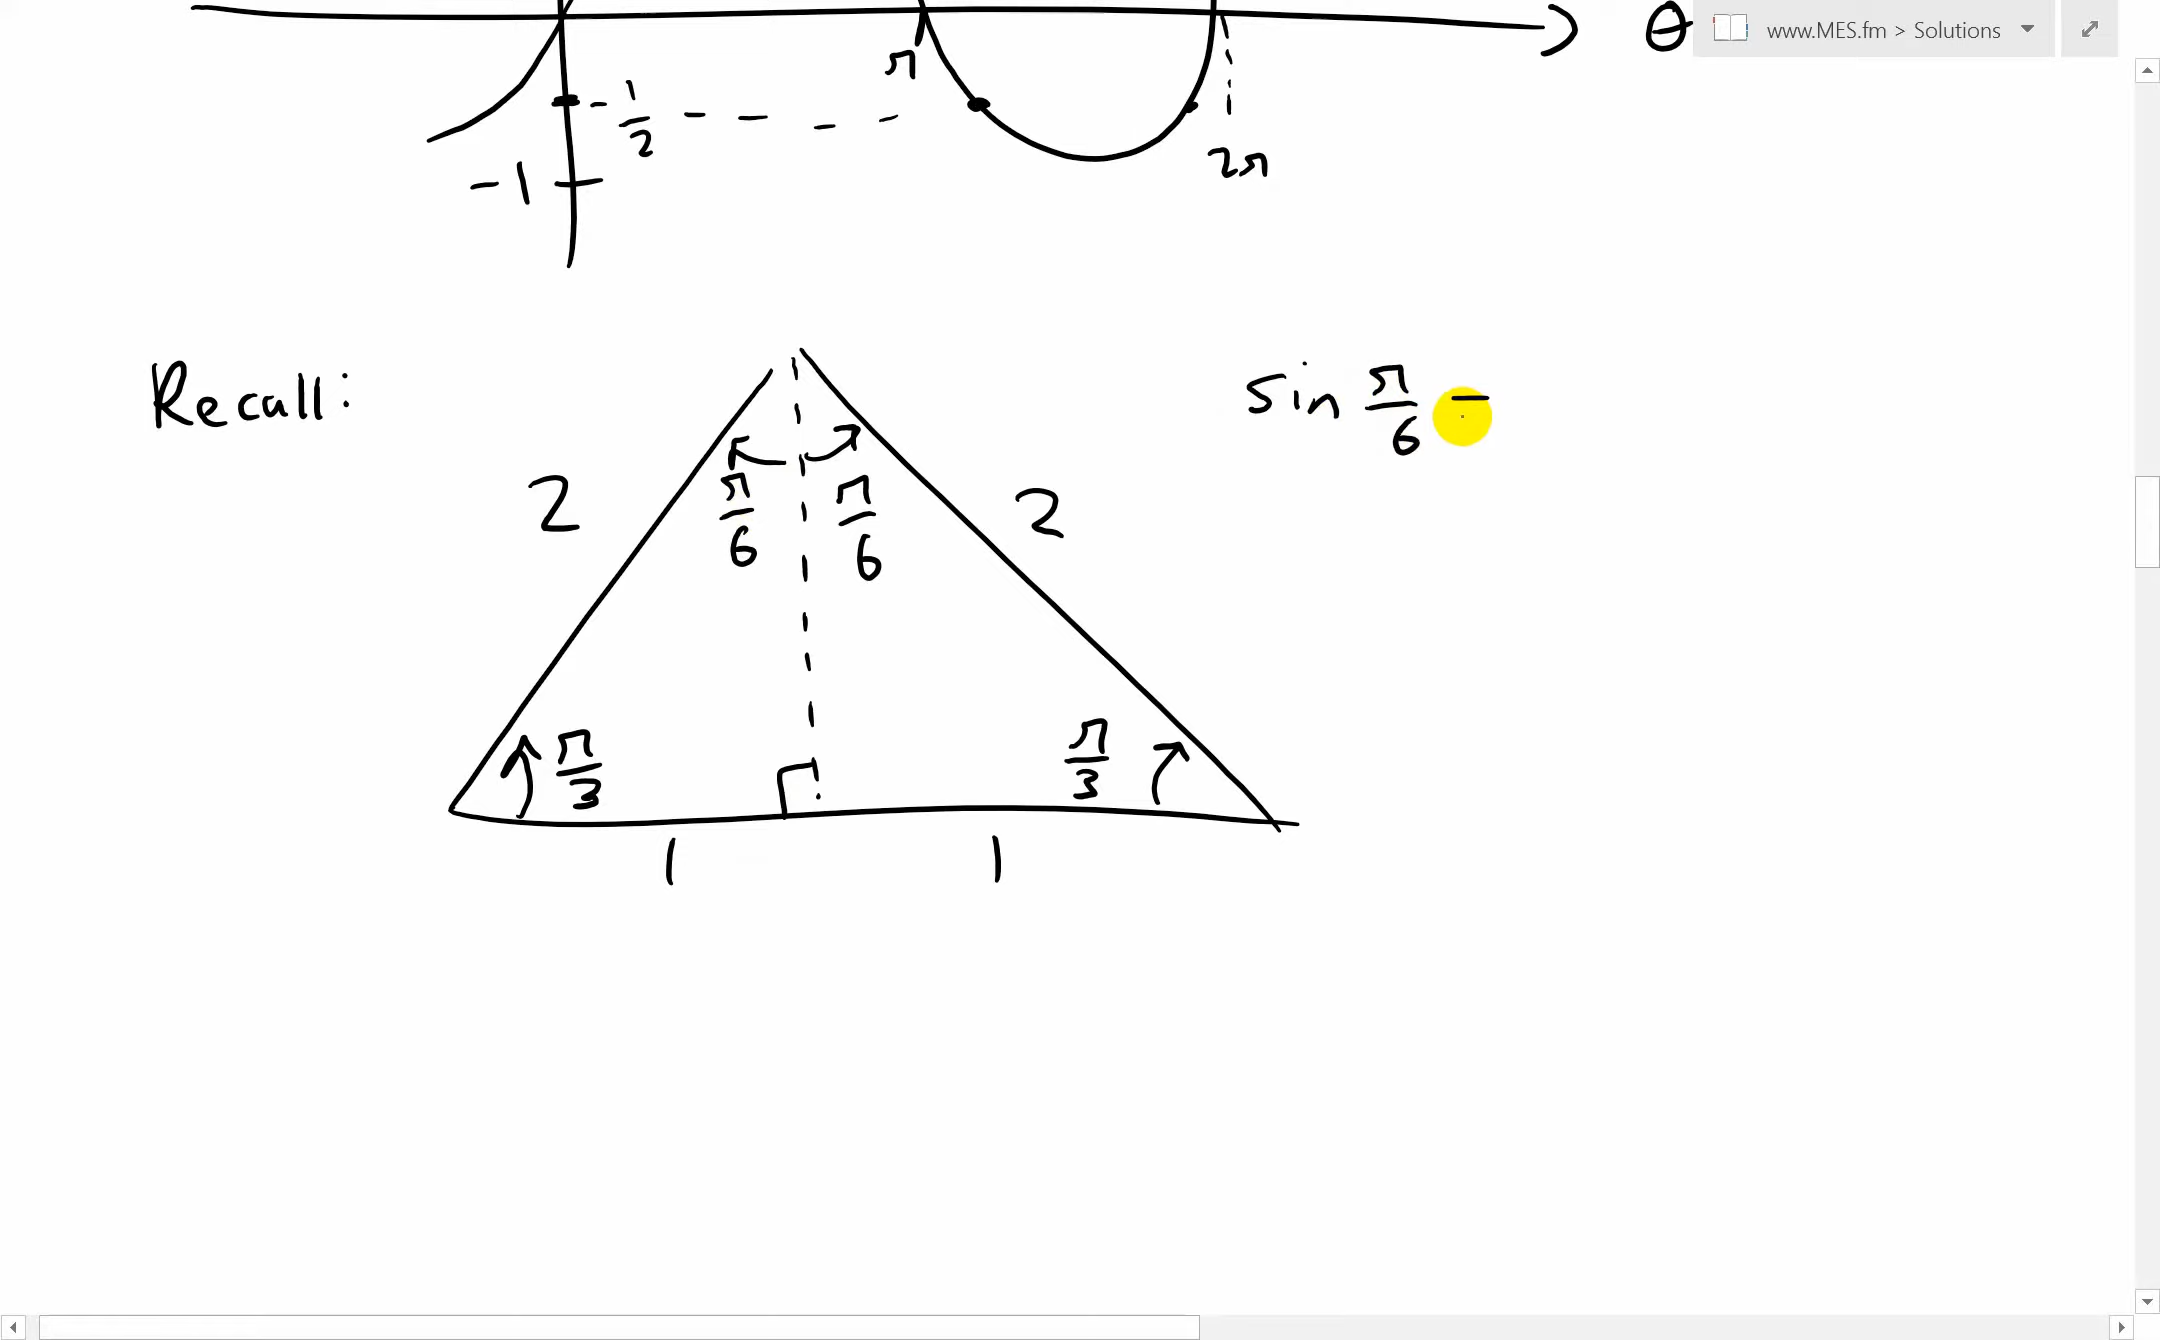 θ
www.MES.fm > Solutions
π
-1/2
2π
-1
Recall:
sin π/6 =
2
2
π/6
π/6
π/3
π/3
1
1